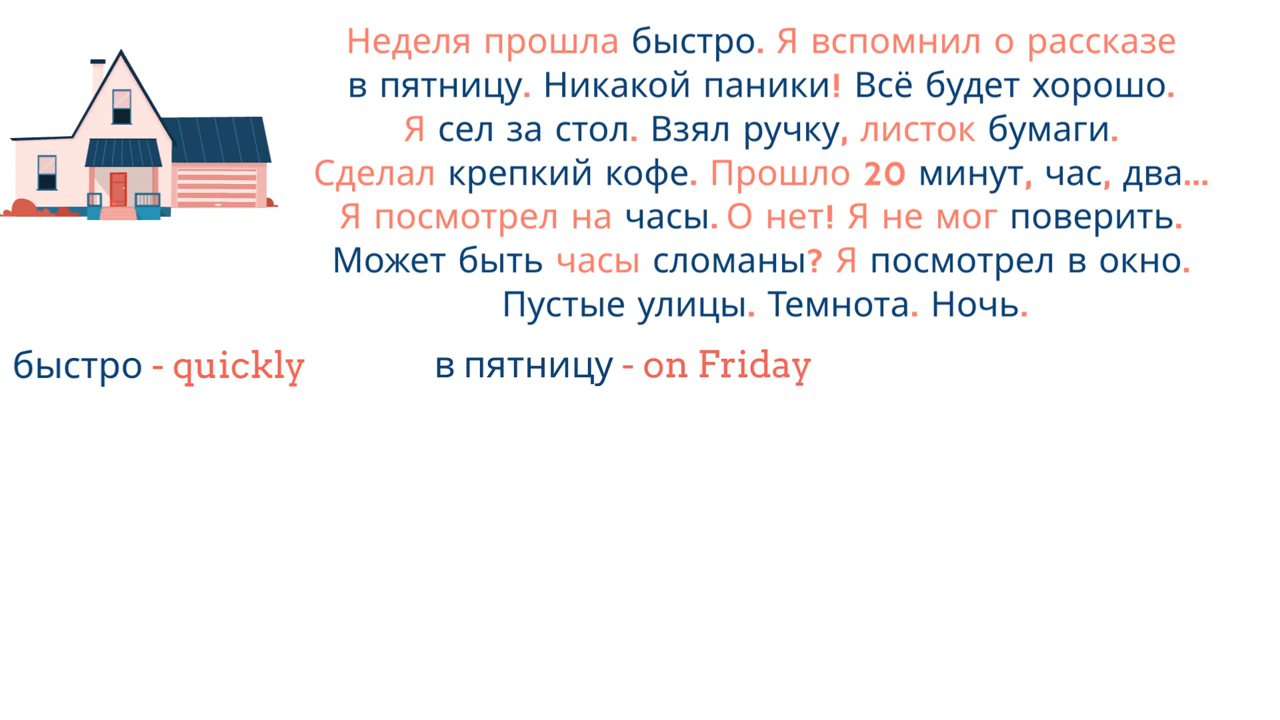 Неделя прошла быстро. Я вспомнил о рассказе
в пятницу. Никакой паники! Всё будет хорошо.
Я сел за стол. Взял ручку, листок бумаги.
Сделал крепкий кофе. Прошло 20 минут, час, два...
Я посмотрел на часы. О нет! Я не мог поверить.
Может быть часы сломаны? Я посмотрел в окно.
Пустые улицы. Темнота. Ночь.
быстро - quickly
в пятницу - on Friday